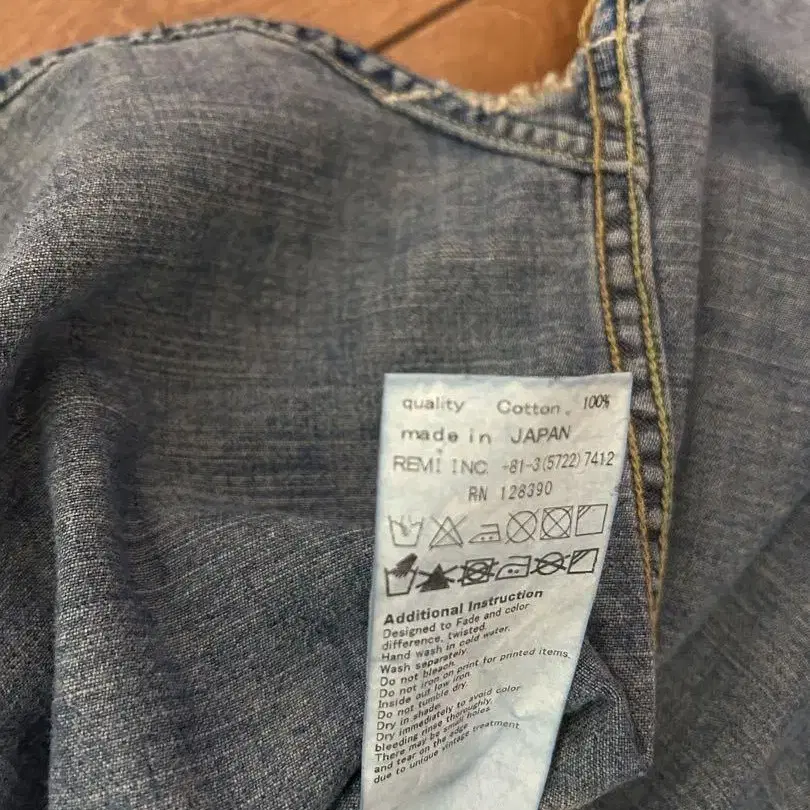 quality Cotton. 100%
made in JAPAN
REMI INC. +81-3(5722)7412
RN 128390
Additional Instruction
Designed to Fade and color
difference, twisted.
Hand wash in cold water.
Wash separately.
Do not bleach.
Do not iron on print for printed items.
Inside out low iron.
Do not tumble dry.
Dry in shade.
Dry immediately to avoid color
bleeding rinse thoroughly.
There may be small holes
and tear on the edge
due to unique vintage treatment